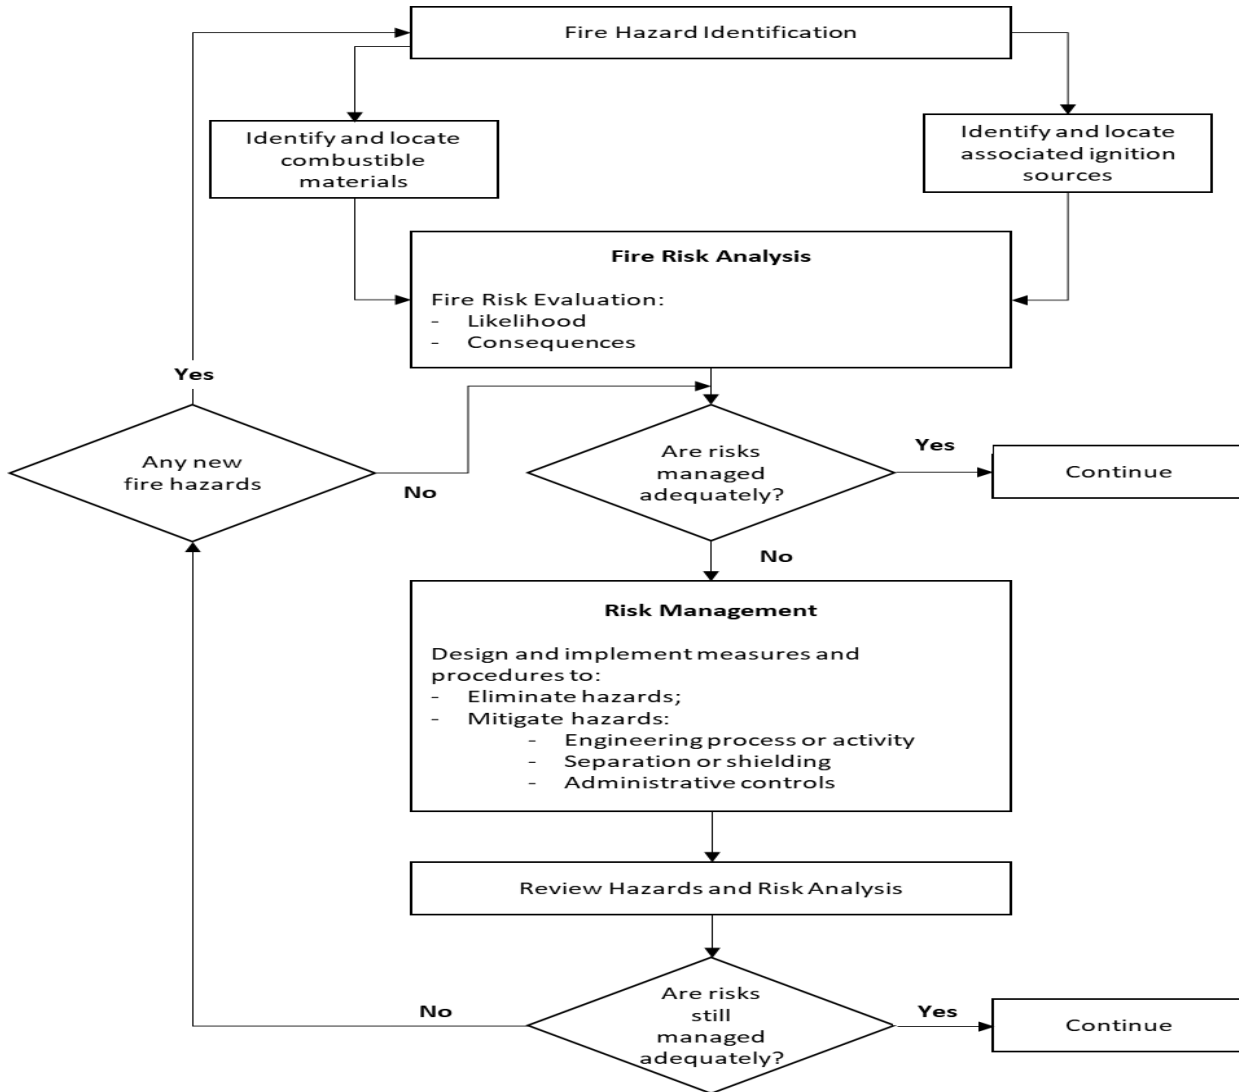 Fire Hazard Identification
Identify and locate
combustible
materials
Identify and locate
associated ignition
sources
Fire Risk Analysis
Fire Risk Evaluation:
- Likelihood
- Consequences
Yes
Any new
fire hazards
No
Are risks
managed
adequately?
Yes
Continue
No
Risk Management
Design and implement measures and
procedures to:
- Eliminate hazards;
- Mitigate hazards:
- Engineering process or activity
- Separation or shielding
- Administrative controls
Review Hazards and Risk Analysis
No
Are risks
still
managed
adequately?
Yes
Continue